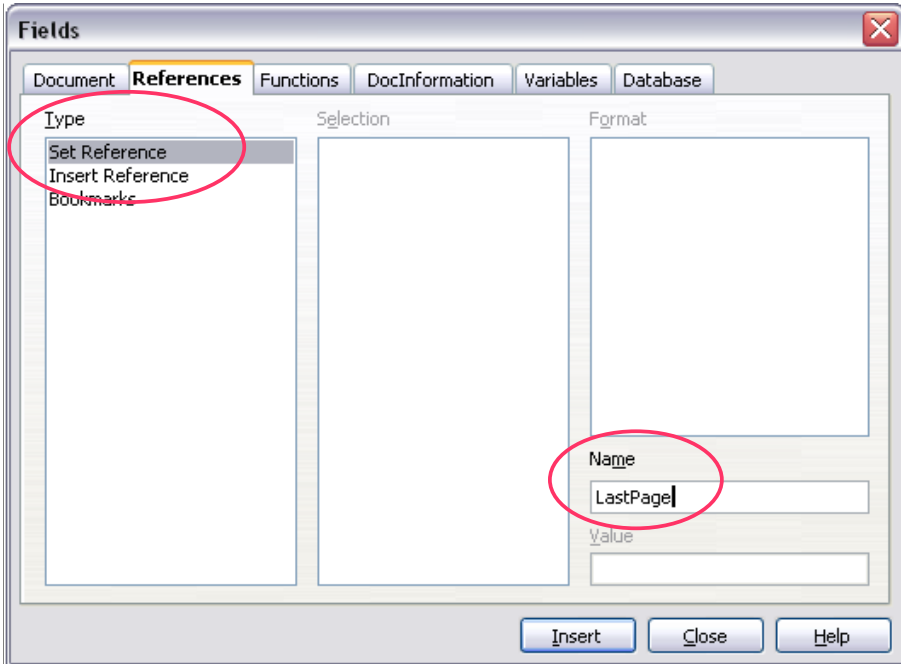 Fields
Document References Functions DocInformation Variables Database
Type Selection Format
Set Reference
Insert Reference
Bookmarks
Name
LastPage
Value
Insert Close Help